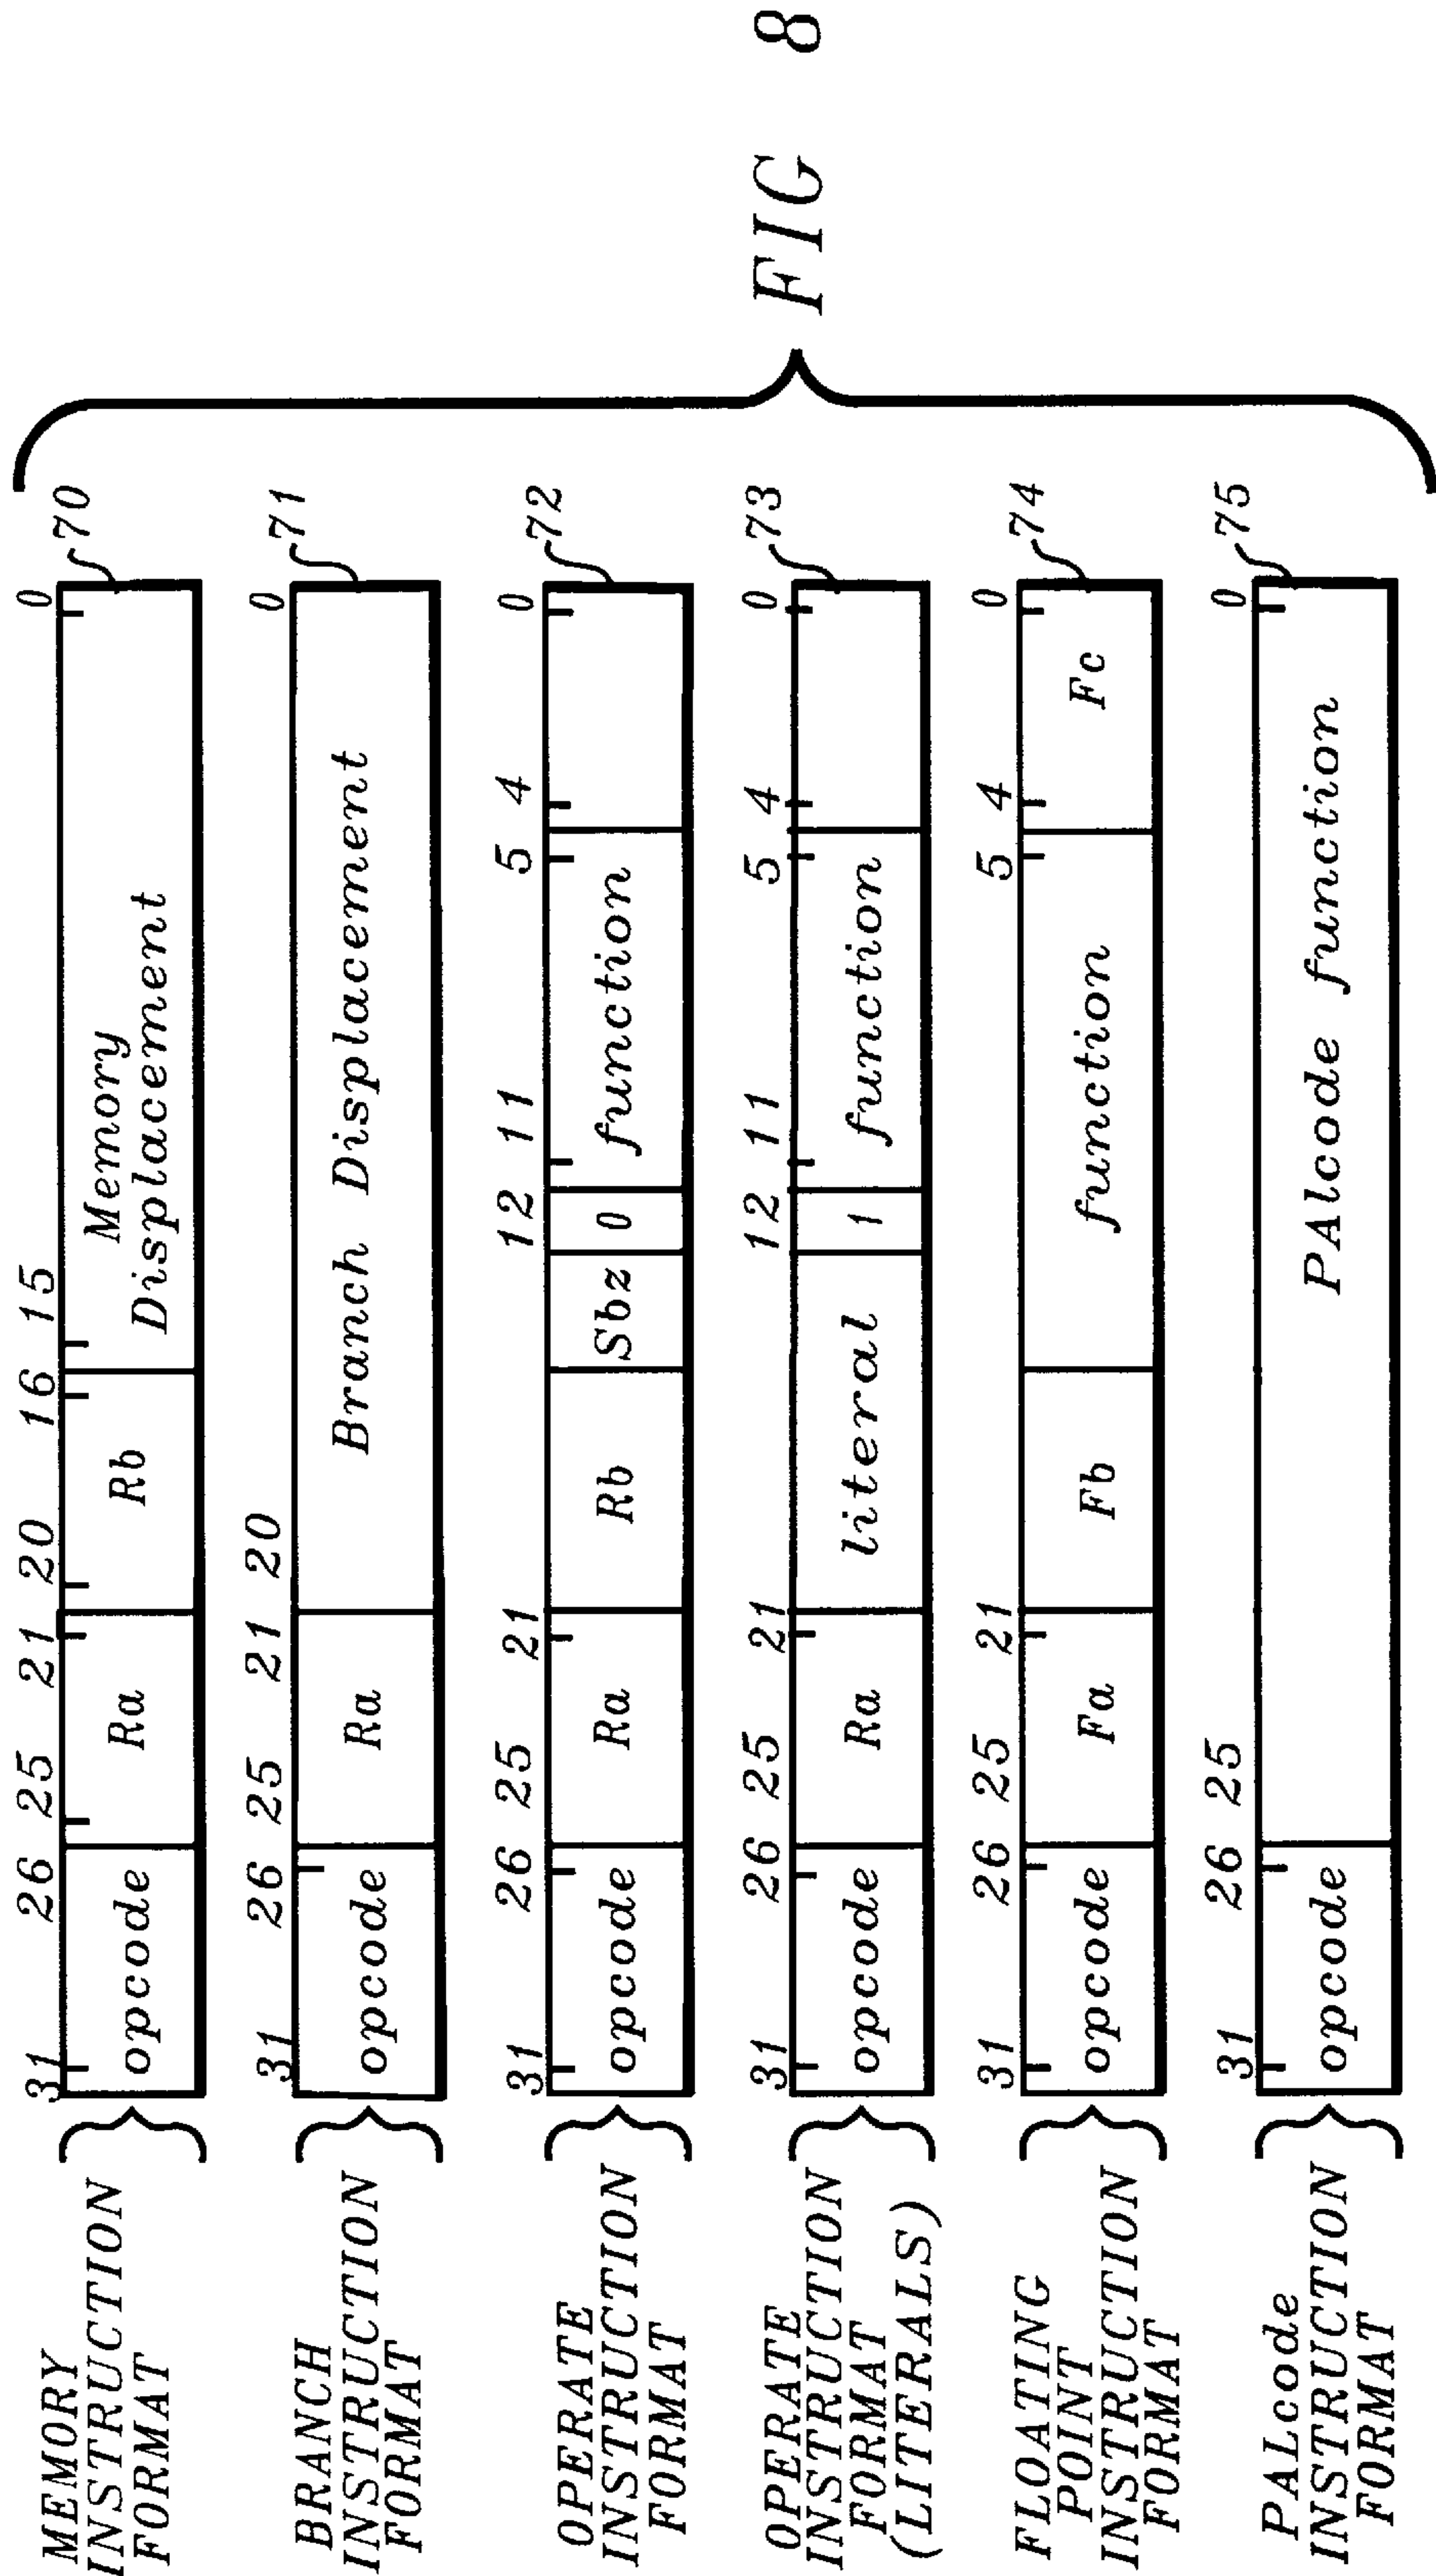 MEMORY
INSTRUCTION
FORMAT
31 26 25 21 20 16 15 0
opcode Ra Rb Memory
Displacement
70
BRANCH
INSTRUCTION
FORMAT
31 26 25 21 20 0
opcode Ra Branch Displacement
71
OPERATE
INSTRUCTION
FORMAT
31 26 25 21 12 11 5 4 0
opcode Ra Rb Sbz 0 function
72
OPERATE
INSTRUCTION
FORMAT
(LITERALS)
31 26 25 21 12 11 5 4 0
opcode Ra literal 1 function
73
FLOATING
POINT
INSTRUCTION
FORMAT
31 26 25 21 5 4 0
opcode Fa Fb function Fc
74
PALcode
INSTRUCTION
FORMAT
31 26 25 0
opcode PAlcode function
75
FIG 8